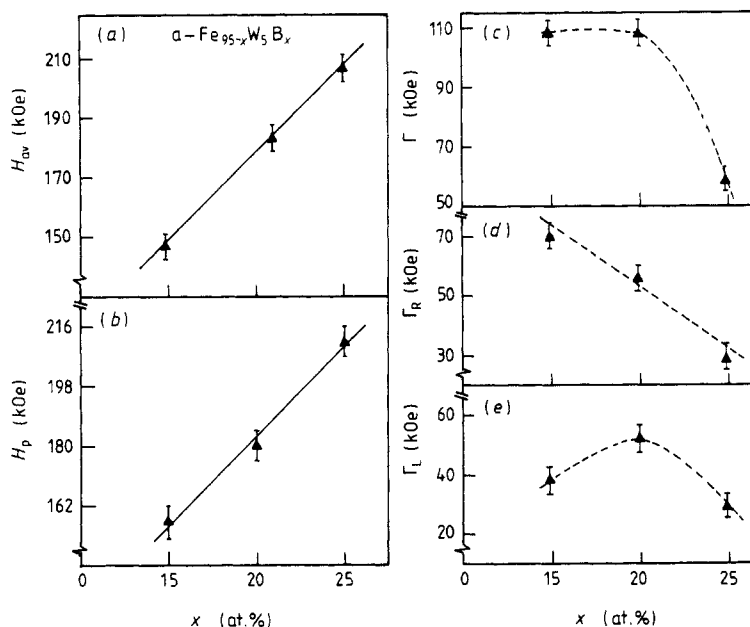 (a) a-Fe95-xW5Bx
210
190
170
150
Hav (kOe)
(b)
216
198
180
162
Hp (kOe)
0 15 20 25
x (at.%)
(c)
110
90
70
50
Γ (kOe)
(d)
70
50
30
ΓR (kOe)
(e)
60
40
20
ΓL (kOe)
0 15 20 25
x (at.%)